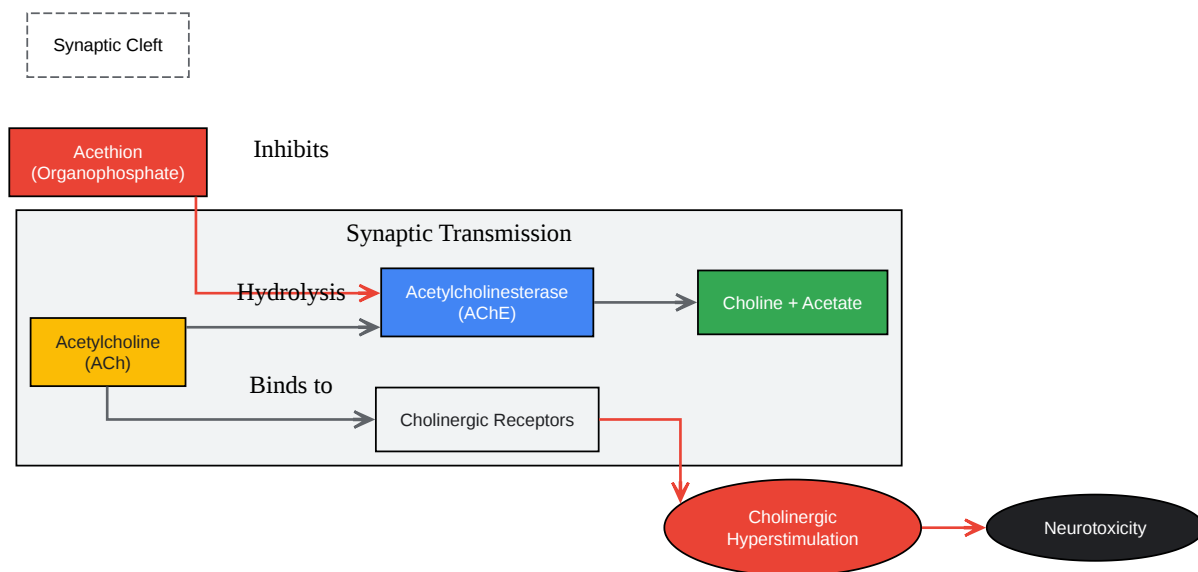 Synaptic Cleft
Acethion
(Organophosphate)
Inhibits
Synaptic Transmission
Hydrolysis
Acetylcholinesterase
(AChE)
Choline + Acetate
Acetylcholine
(ACh)
Binds to
Cholinergic Receptors
Cholinergic
Hyperstimulation
Neurotoxicity